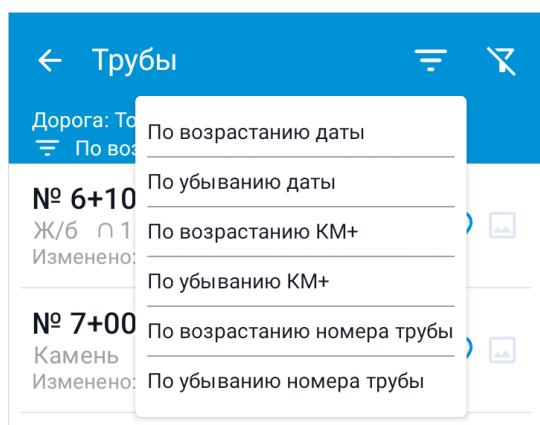 Трубы
Дорога: То
По воз
По возрастанию даты
По убыванию даты
По возрастанию КМ+
По убыванию КМ+
По возрастанию номера трубы
По убыванию номера трубы
№ 6+10
Ж/б 1
Изменено:
№ 7+00
Камень
Изменено: